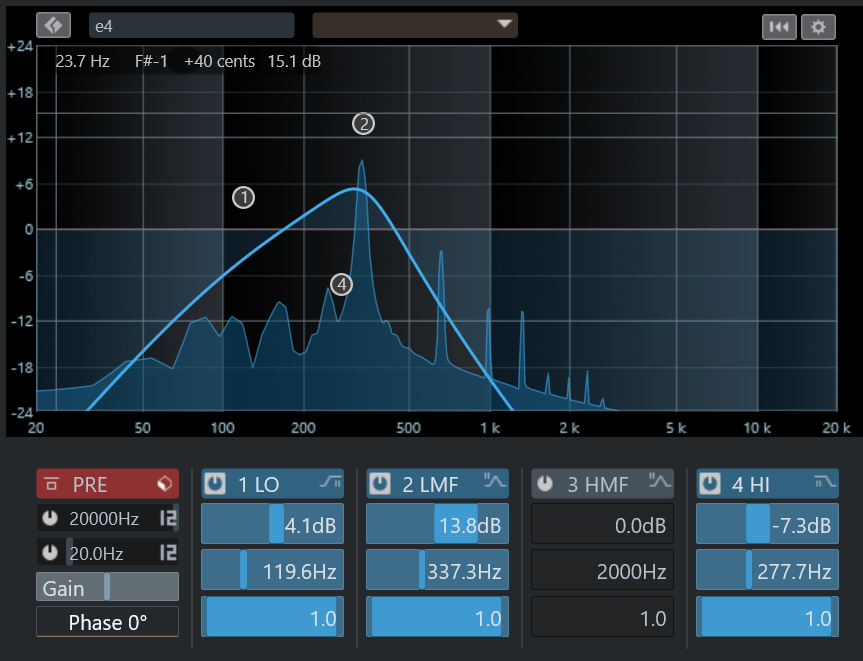 e4
23.7 Hz F#-1 +40 cents 15.1 dB
+24
+18
+12
+6
0
-6
-12
-18
-24
1
2
4
20 50 100 200 500 1 k 2 k 5 k 10 k 20 k
PRE 1 LO 2 LMF 3 HMF 4 HI
20000Hz 12 4.1dB 13.8dB 0.0dB -7.3dB
20.0Hz 12 119.6Hz 337.3Hz 2000Hz 277.7Hz
Gain
Phase 0° 1.0 1.0 1.0 1.0